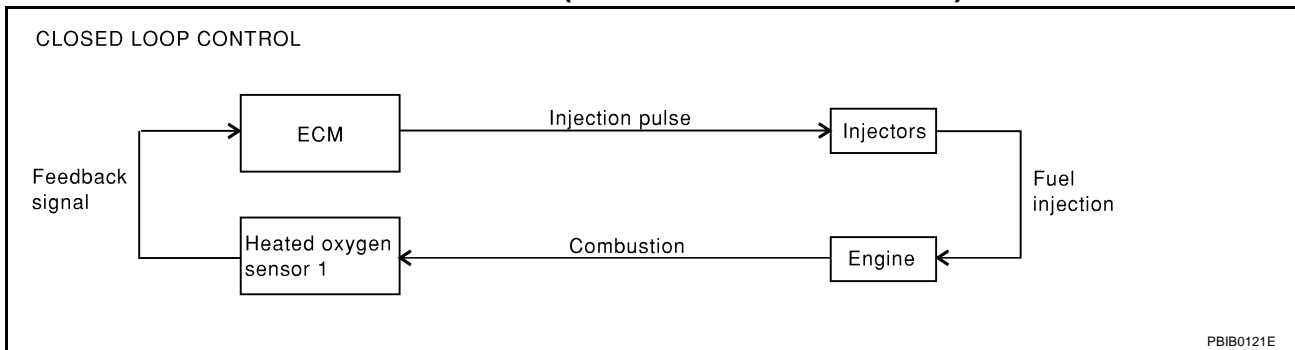 CLOSED LOOP CONTROL
ECM
Injection pulse
Injectors
Feedback
signal
Fuel
injection
Heated oxygen
sensor 1
Combustion
Engine
PBIB0121E